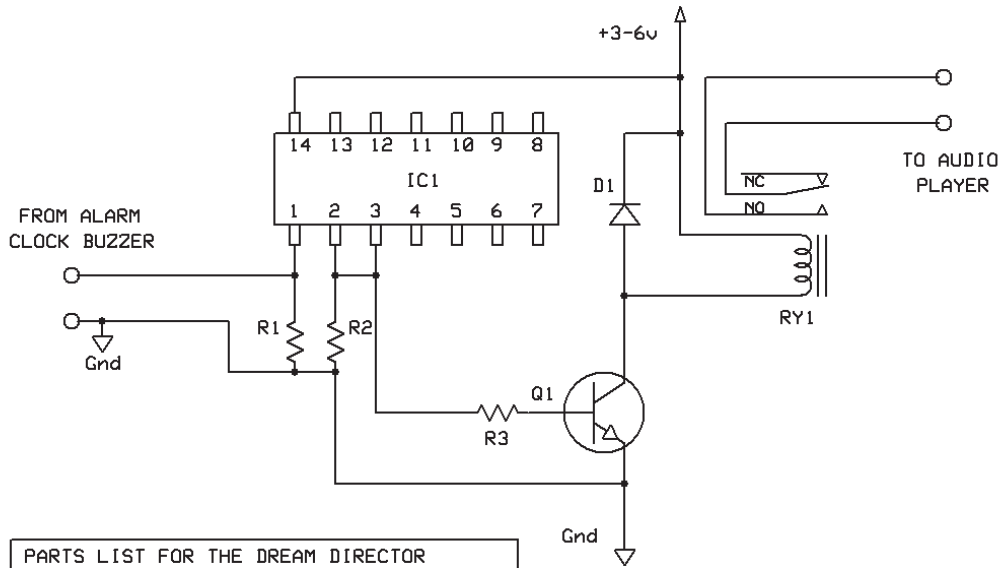 +3-6v
14 13 12 11 10 9 8
IC1
1 2 3 4 5 6 7
FROM ALARM
CLOCK BUZZER
Gnd
R1
R2
R3
Q1
D1
NC
NO
RY1
TO AUDIO
PLAYER
Gnd
PARTS LIST FOR THE DREAM DIRECTOR